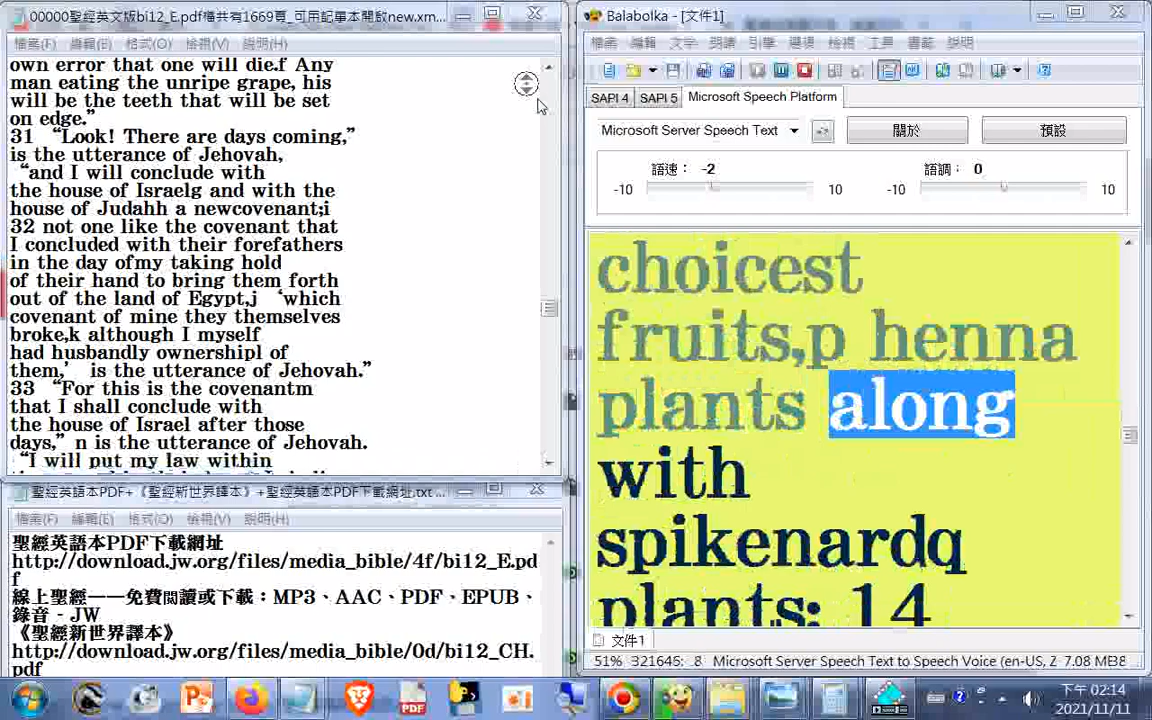 00000聖經英文版bi12_E.pdf檔共有1669頁_可用記事本開啟new.xm...
檔案(F) 編輯(E) 格式(O) 檢視(V) 說明(H)
own error that one will die.f Any
man eating the unripe grape, his
will be the teeth that will be set
on edge.”
31 “Look! There are days coming,”
is the utterance of Jehovah,
“and I will conclude with
the house of Israelg and with the
house of Judahh a newcovenant;i
32 not one like the covenant that
I concluded with their forefathers
in the day ofmy taking hold
of their hand to bring them forth
out of the land of Egypt,j ‘which
covenant of mine they themselves
broke,k although I myself
had husbandly ownershipl of
them,’ is the utterance of Jehovah.”
33 “For this is the covenantm
that I shall conclude with
the house of Israel after those
days,” n is the utterance of Jehovah.
“I will put my law within
聖經英語本PDF+《聖經新世界譯本》+聖經英語本PDF下載網址.txt ...
檔案(F) 編輯(E) 格式(O) 檢視(V) 說明(H)
聖經英語本PDF下載網址
http://download.jw.org/files/media_bible/4f/bi12_E.pd
f
線上聖經——免費閱讀或下載：MP3、AAC、PDF、EPUB、
錄音 - JW
《聖經新世界譯本》
http://download.jw.org/files/media_bible/0d/bi12_CH.
pdf
Balabolka - [文件1]
檔案 編輯 文字 朗讀 引擎 選項 檢視 工具 書籤 說明
SAPI 4 SAPI 5 Microsoft Speech Platform
Microsoft Server Speech Text 關於 預設
語速： -2 語調： 0
-10 10 -10 10
choicest
fruits,p henna
plants along
with
spikenardq
plants; 14
文件1
51% 321645: 8 Microsoft Server Speech Text to Speech Voice (en-US, Z 7.08 MB
下午 02:14
2021/11/11